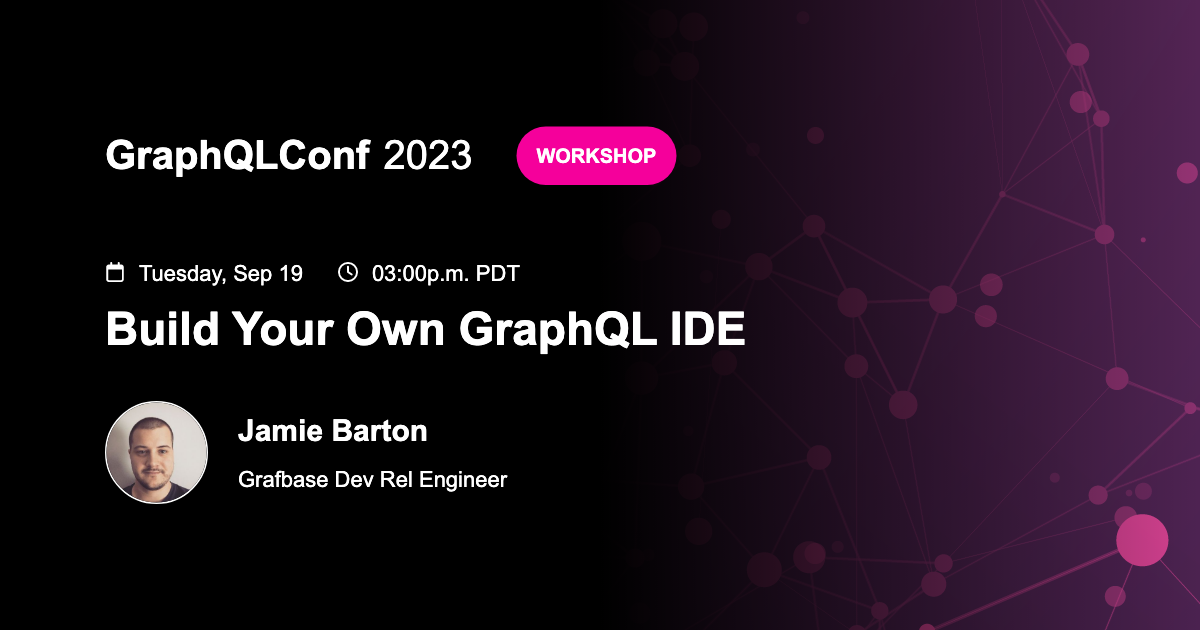 GraphQLConf 2023 WORKSHOP
Tuesday, Sep 19 03:00p.m. PDT
Build Your Own GraphQL IDE
Jamie Barton
Grafbase Dev Rel Engineer